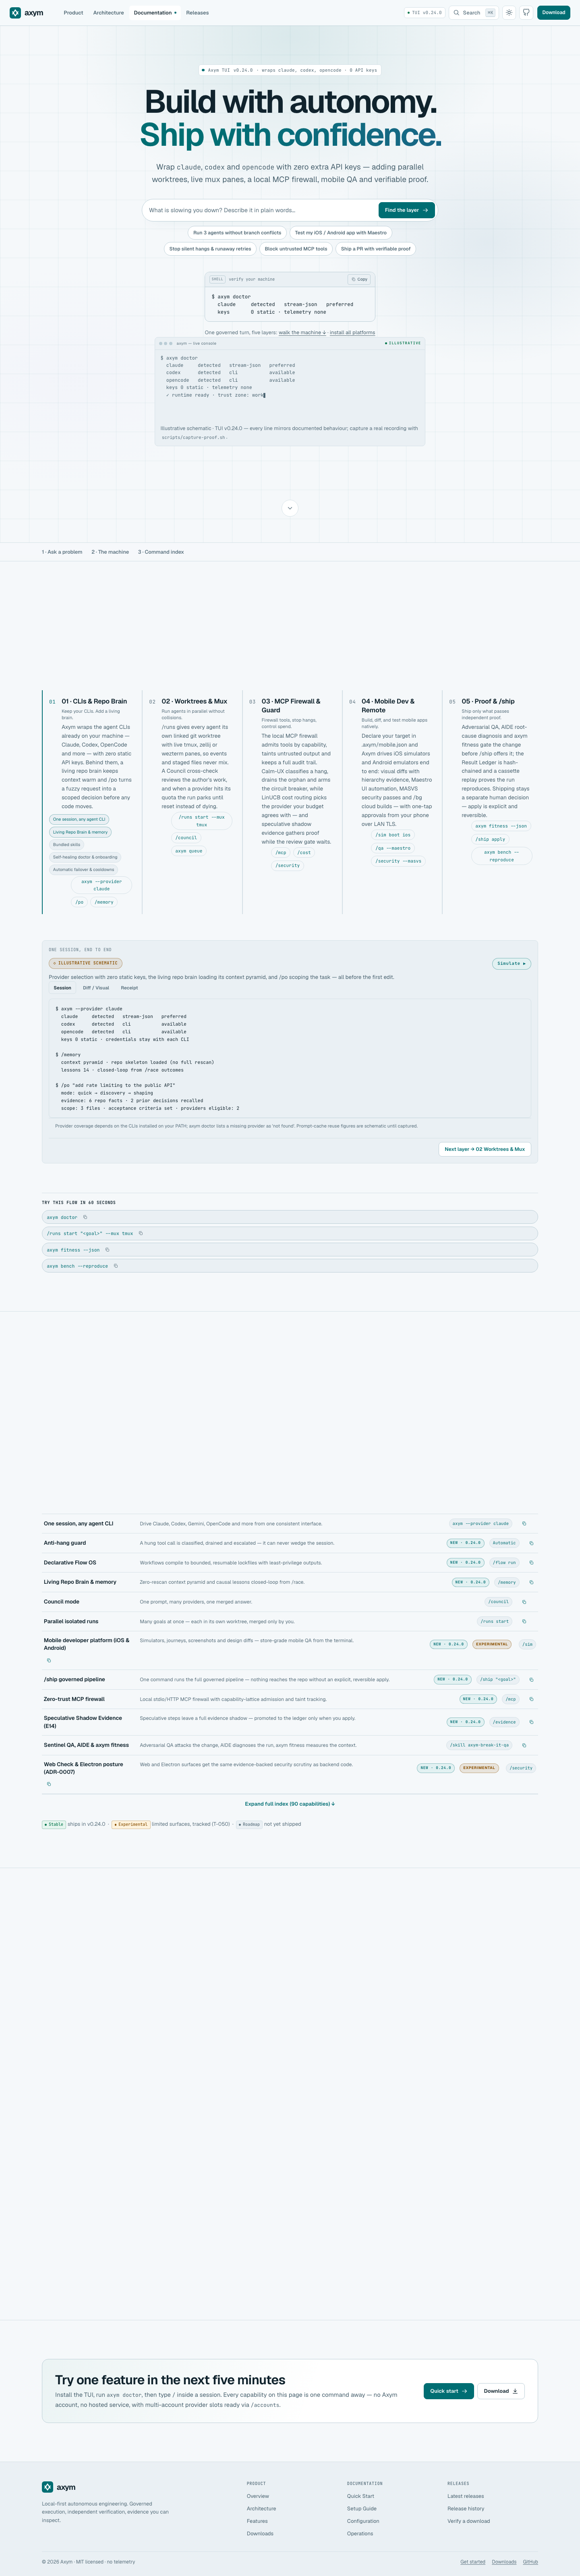 axym
Product Architecture Documentation Releases
TUI v0.24.0 Search ⌘K Download
Axym TUI v0.24.0 · wraps claude, codex, opencode · 0 API keys
Build with autonomy.
Ship with confidence.
Wrap claude, codex and opencode with zero extra API keys — adding parallel
worktrees, live mux panes, a local MCP firewall, mobile QA and verifiable proof.
What is slowing you down? Describe it in plain words... Find the layer →
Run 3 agents without branch conflicts Test my iOS / Android app with Maestro
Stop silent hangs & runaway retries Block untrusted MCP tools Ship a PR with verifiable proof
SHELL verify your machine Copy
$ axym doctor
claude detected stream-json preferred
keys 0 static · telemetry none
One governed turn, five layers: walk the machine ↓ · install all platforms
axym — live console ILLUSTRATIVE
$ axym doctor
claude detected stream-json preferred
codex detected cli available
opencode detected cli available
keys 0 static · telemetry none
✓ runtime ready · trust zone: work
Illustrative schematic · TUI v0.24.0 — every line mirrors documented behaviour; capture a real recording with
scripts/capture-proof.sh.
1 · Ask a problem 2 · The machine 3 · Command index
01 01 · CLIs & Repo Brain
Keep your CLIs. Add a living
brain.
Axym wraps the agent CLIs
already on your machine —
Claude, Codex, OpenCode
and more — with zero static
API keys. Behind them, a
living repo brain keeps
context warm and /po turns
a fuzzy request into a
scoped decision before any
code moves.
One session, any agent CLI
Living Repo Brain & memory
Bundled skills
Self-healing doctor & onboarding
Automatic failover & cooldowns
axym --provider
claude
/po /memory
02 02 · Worktrees & Mux
Run agents in parallel without
collisions.
/runs gives every agent its
own linked git worktree
with live tmux, zellij or
wezterm panes, so events
and staged files never mix.
A Council cross-check
reviews the author's work,
and when a provider hits its
quota the run parks until
reset instead of dying.
/runs start --mux
tmux
/council
axym queue
03 03 · MCP Firewall &
Guard
Firewall tools, stop hangs,
control spend.
The local MCP firewall
admits tools by capability,
taints untrusted output and
keeps a full audit trail.
Calm-UX classifies a hang,
drains the orphan and arms
the circuit breaker, while
LinUCB cost routing picks
the provider your budget
agrees with — and
speculative shadow
evidence gathers proof
while the review gate waits.
/mcp /cost
/security
04 04 · Mobile Dev &
Remote
Build, diff, and test mobile apps
natively.
Declare your target in
.axym/mobile.json and
Axym drives iOS simulators
and Android emulators end
to end: visual diffs with
hierarchy evidence, Maestro
UI automation, MASVS
security passes and /bg
cloud builds — with one-tap
approvals from your phone
over LAN TLS.
/sim boot ios
/qa --maestro
/security --masvs
05 05 · Proof & /ship
Ship only what passes
independent proof.
Adversarial QA, AIDE root-
cause diagnosis and axym
fitness gate the change
before /ship offers it; the
Result Ledger is hash-
chained and a cassette
replay proves the run
reproduces. Shipping stays
a separate human decision
— apply is explicit and
reversible.
axym fitness --json
/ship apply
axym bench --
reproduce
ONE SESSION, END TO END
ILLUSTRATIVE SCHEMATIC Simulate ▶
Provider selection with zero static keys, the living repo brain loading its context pyramid, and /po scoping the task — all before the first edit.
Session Diff / Visual Receipt
$ axym --provider claude
claude detected stream-json preferred
codex detected cli available
opencode detected cli available
keys 0 static · credentials stay with each CLI
$ /memory
context pyramid · repo skeleton loaded (no full rescan)
lessons 14 · closed-loop from /race outcomes
$ /po "add rate limiting to the public API"
mode: quick → discovery → shaping
evidence: 6 repo facts · 2 prior decisions recalled
scope: 3 files · acceptance criteria set · providers eligible: 2
Provider coverage depends on the CLIs installed on your PATH; axym doctor lists a missing provider as 'not found'. Prompt-cache reuse figures are schematic until captured.
Next layer → 02 Worktrees & Mux
TRY THIS FLOW IN 60 SECONDS
axym doctor
/runs start "<goal>" --mux tmux
axym fitness --json
axym bench --reproduce
One session, any agent CLI Drive Claude, Codex, Gemini, OpenCode and more from one consistent interface. axym --provider claude
Anti-hang guard A hung tool call is classified, drained and escalated — it can never wedge the session. NEW · 0.24.0 Automatic
Declarative Flow OS Workflows compile to bounded, resumable lockfiles with least-privilege outputs. NEW · 0.24.0 /flow run
Living Repo Brain & memory Zero-rescan context pyramid and causal lessons closed-loop from /race. NEW · 0.24.0 /memory
Council mode One prompt, many providers, one merged answer. /council
Parallel isolated runs Many goals at once — each in its own worktree, merged only by you. /runs start
Mobile developer platform (iOS &
Android)
Simulators, journeys, screenshots and design diffs — store-grade mobile QA from the terminal. NEW · 0.24.0 EXPERIMENTAL /sim
/ship governed pipeline One command runs the full governed pipeline — nothing reaches the repo without an explicit, reversible apply. NEW · 0.24.0 /ship "<goal>"
Zero-trust MCP firewall Local stdio/HTTP MCP firewall with capability-lattice admission and taint tracking. NEW · 0.24.0 /mcp
Speculative Shadow Evidence
(E14)
Speculative steps leave a full evidence shadow — promoted to the ledger only when you apply. NEW · 0.24.0 /evidence
Sentinel QA, AIDE & axym fitness Adversarial QA attacks the change, AIDE diagnoses the run, axym fitness measures the context. /skill axym-break-it-qa
Web Check & Electron posture
(ADR-0007)
Web and Electron surfaces get the same evidence-backed security scrutiny as backend code. NEW · 0.24.0 EXPERIMENTAL /security
Expand full index (90 capabilities) ↓
Stable ships in v0.24.0 · Experimental limited surfaces, tracked (T-050) · Roadmap not yet shipped
Try one feature in the next five minutes
Install the TUI, run axym doctor, then type / inside a session. Every capability on this page is one command away — no Axym
account, no hosted service, with multi-account provider slots ready via /accounts.
Quick start → Download
axym
Local-first autonomous engineering. Governed
execution, independent verification, evidence you can
inspect.
PRODUCT
Overview
Architecture
Features
Downloads
DOCUMENTATION
Quick Start
Setup Guide
Configuration
Operations
RELEASES
Latest releases
Release history
Verify a download
© 2026 Axym · MIT licensed · no telemetry
Get started Downloads GitHub